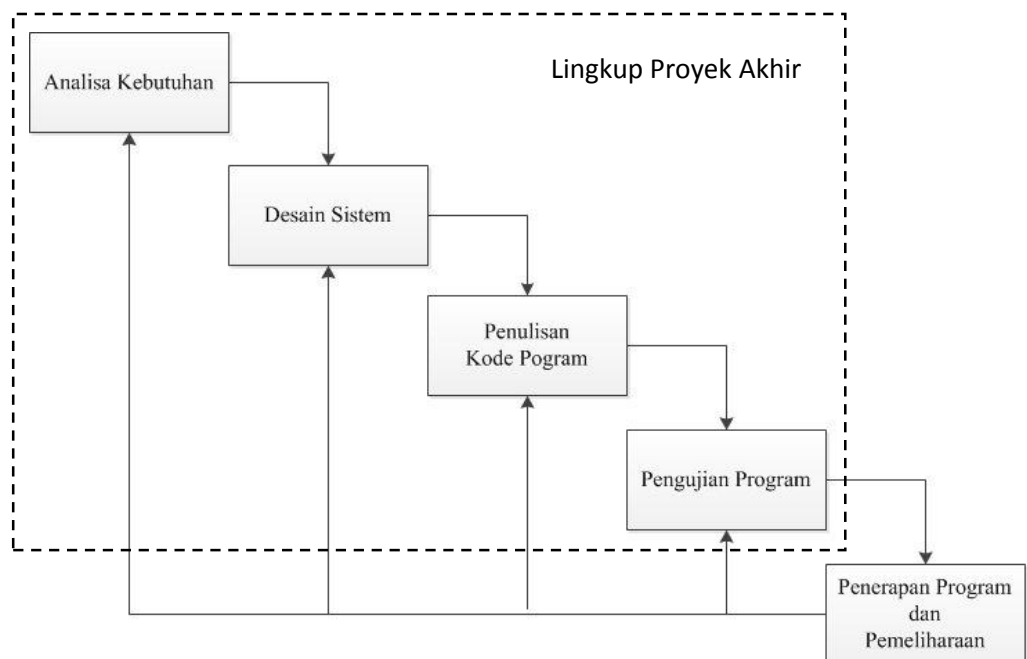 Analisa Kebutuhan
Lingkup Proyek Akhir
Desain Sistem
Penulisan
Kode Pogram
Pengujian Program
Penerapan Program
dan
Pemeliharaan